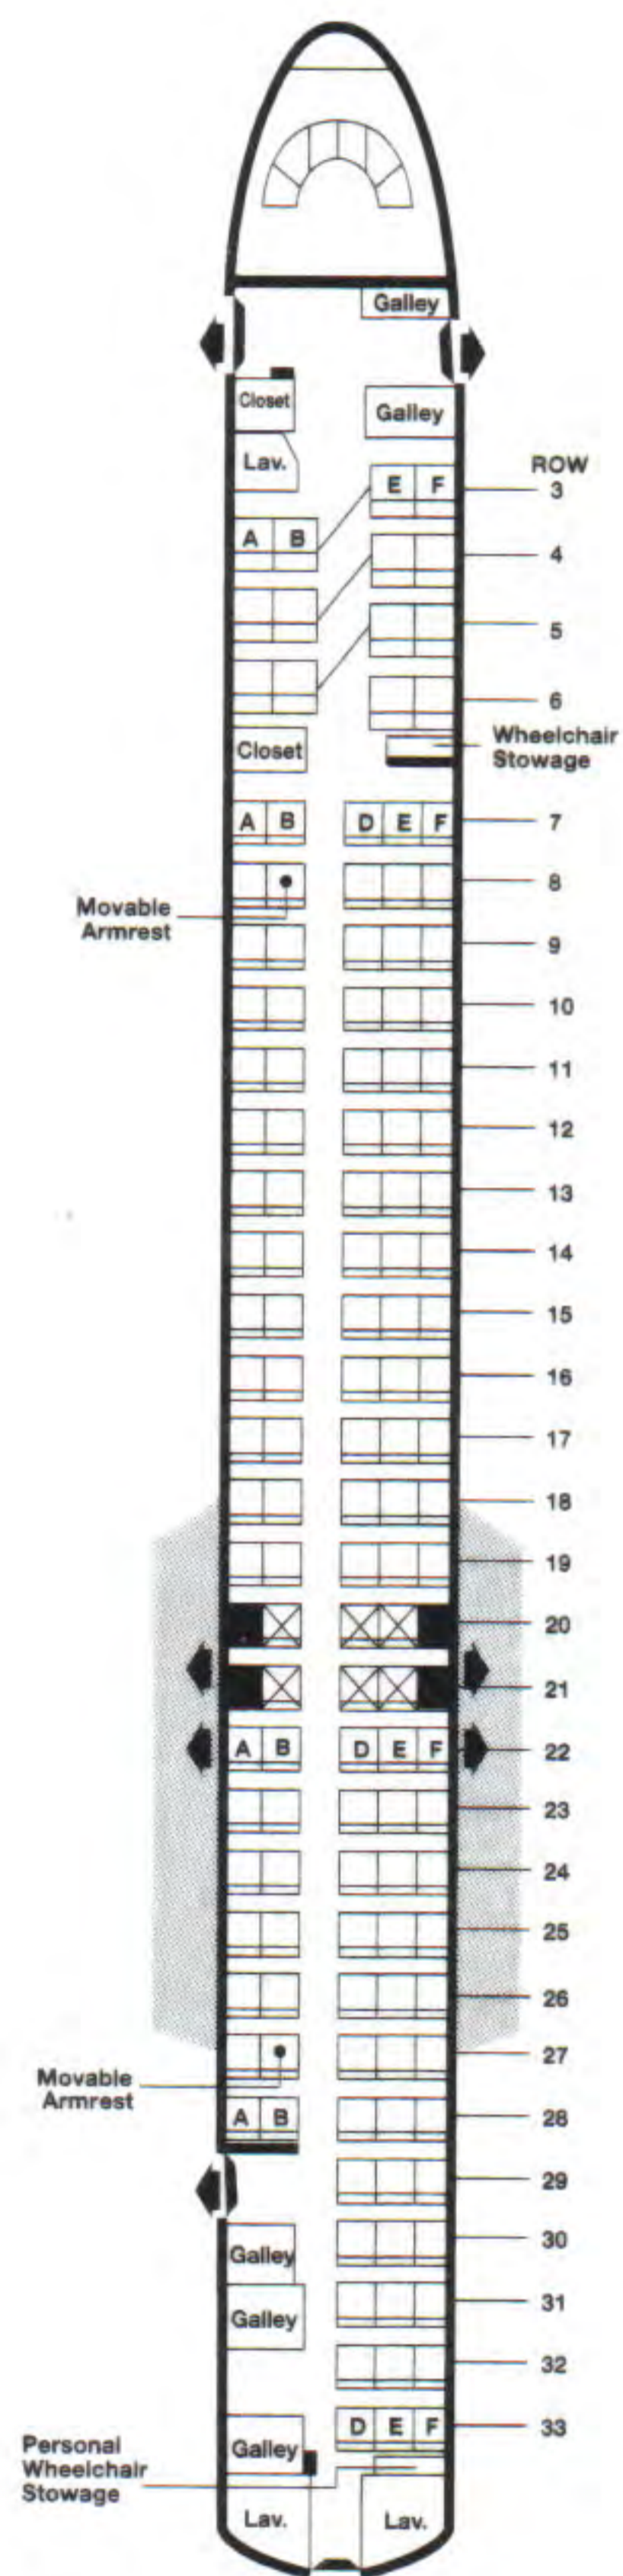 Galley
Closet
Galley
Lav.
ROW
E F
3
A B
4
5
6
Closet
Wheelchair
Stowage
A B D E F
7
8
Movable
Armrest
9
10
11
12
13
14
15
16
17
18
19
20
21
A B D E F
22
23
24
25
26
27
Movable
Armrest
A B
28
29
30
Galley
31
Galley
32
D E F
33
Galley
Personal
Wheelchair
Stowage
Lav.
Lav.